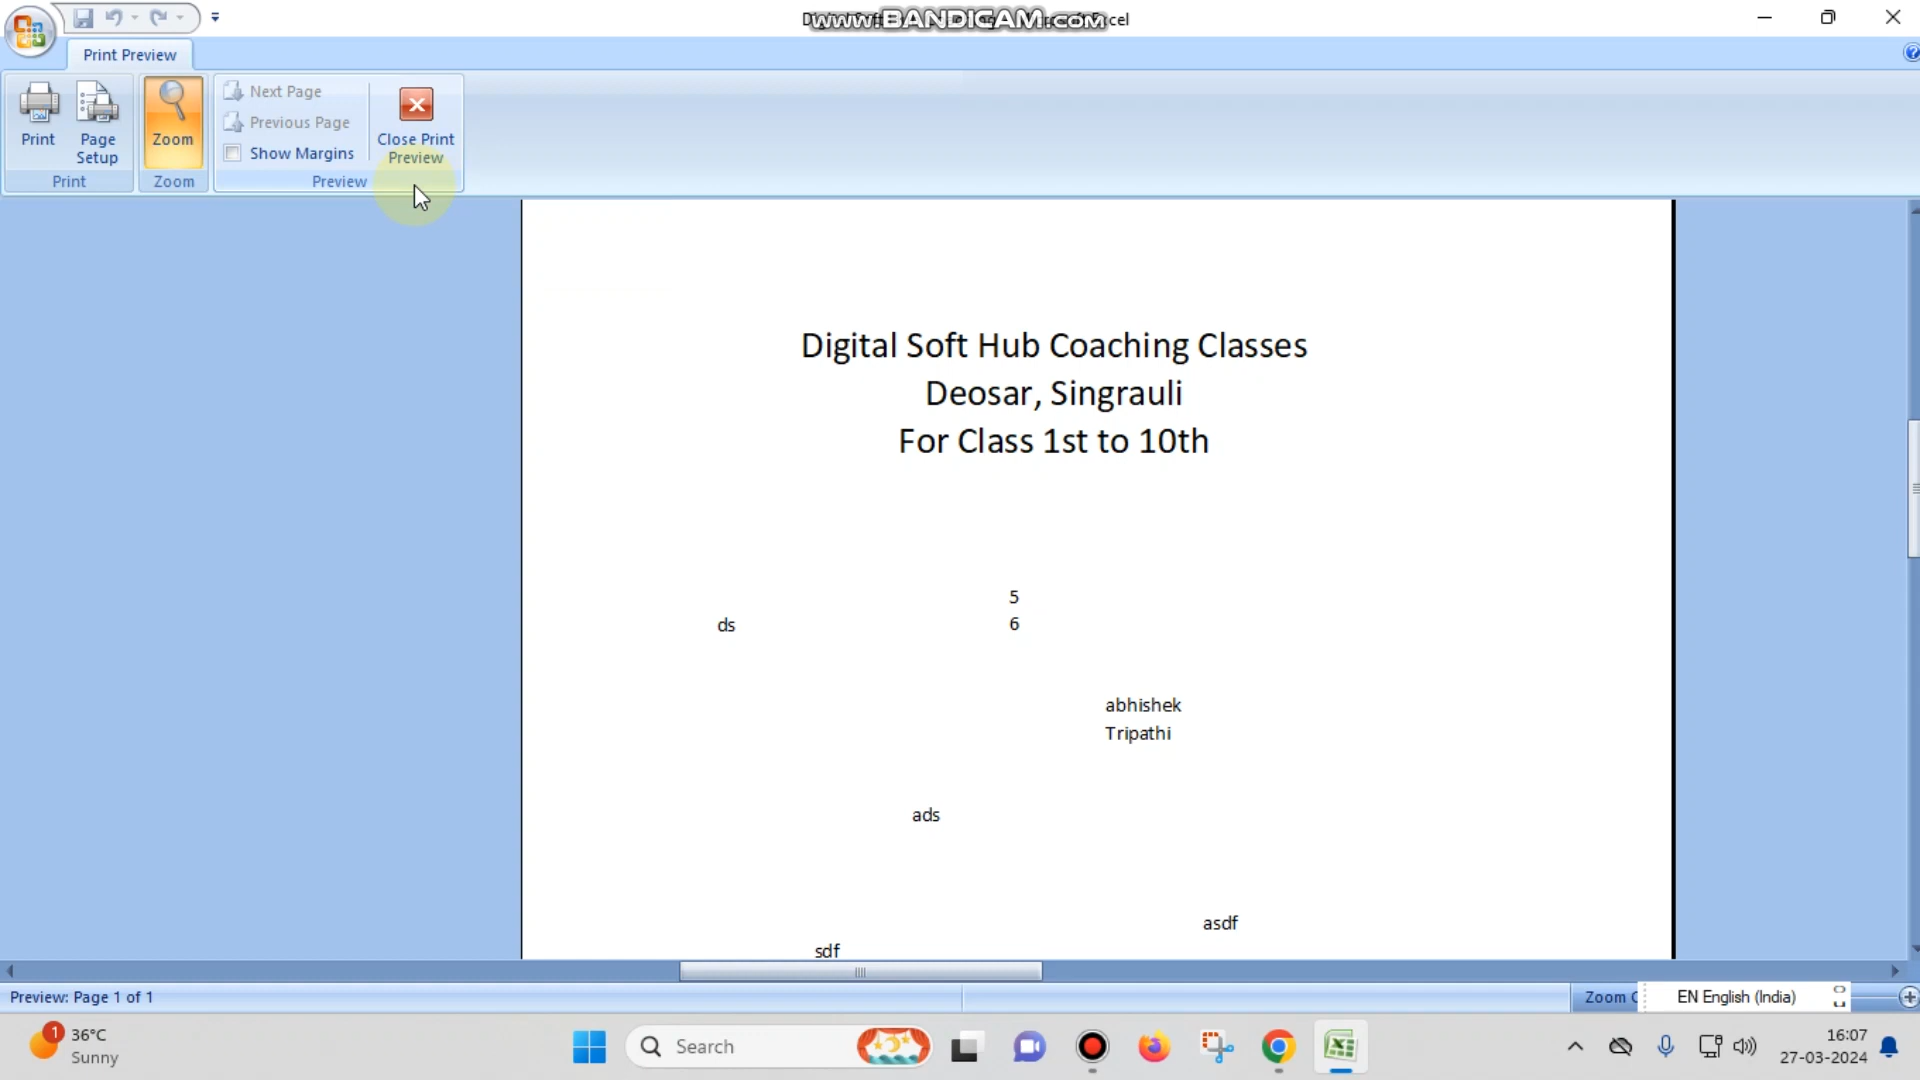 www.BANDICAM.com
Print Preview
Print
Page Setup
Zoom
Next Page
Previous Page
Show Margins
Close Print Preview
Print
Zoom
Preview
Digital Soft Hub Coaching Classes
Deosar, Singrauli
For Class 1st to 10th
5
ds
6
abhishek
Tripathi
ads
asdf
sdf
Preview: Page 1 of 1
Zoom
EN English (India)
1
36°C
Sunny
Search
16:07
27-03-2024